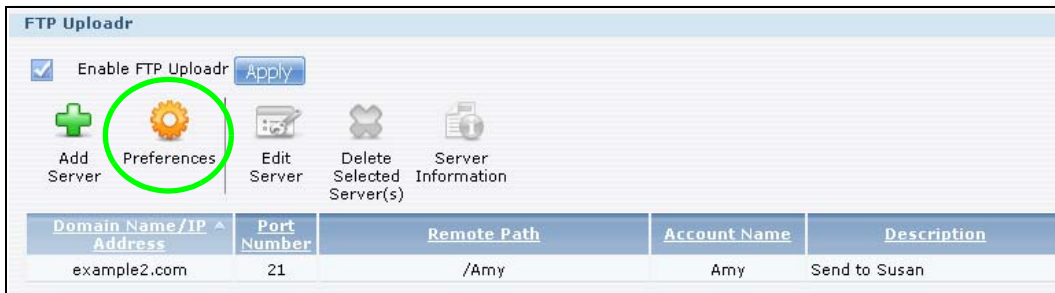 FTP Uploadr
Enable FTP Uploadr Apply
Add Server
Preferences
Edit Server
Delete Selected Server(s)
Server Information
Domain Name/IP Address Port Number Remote Path Account Name Description
example2.com 21 /Amy Amy Send to Susan